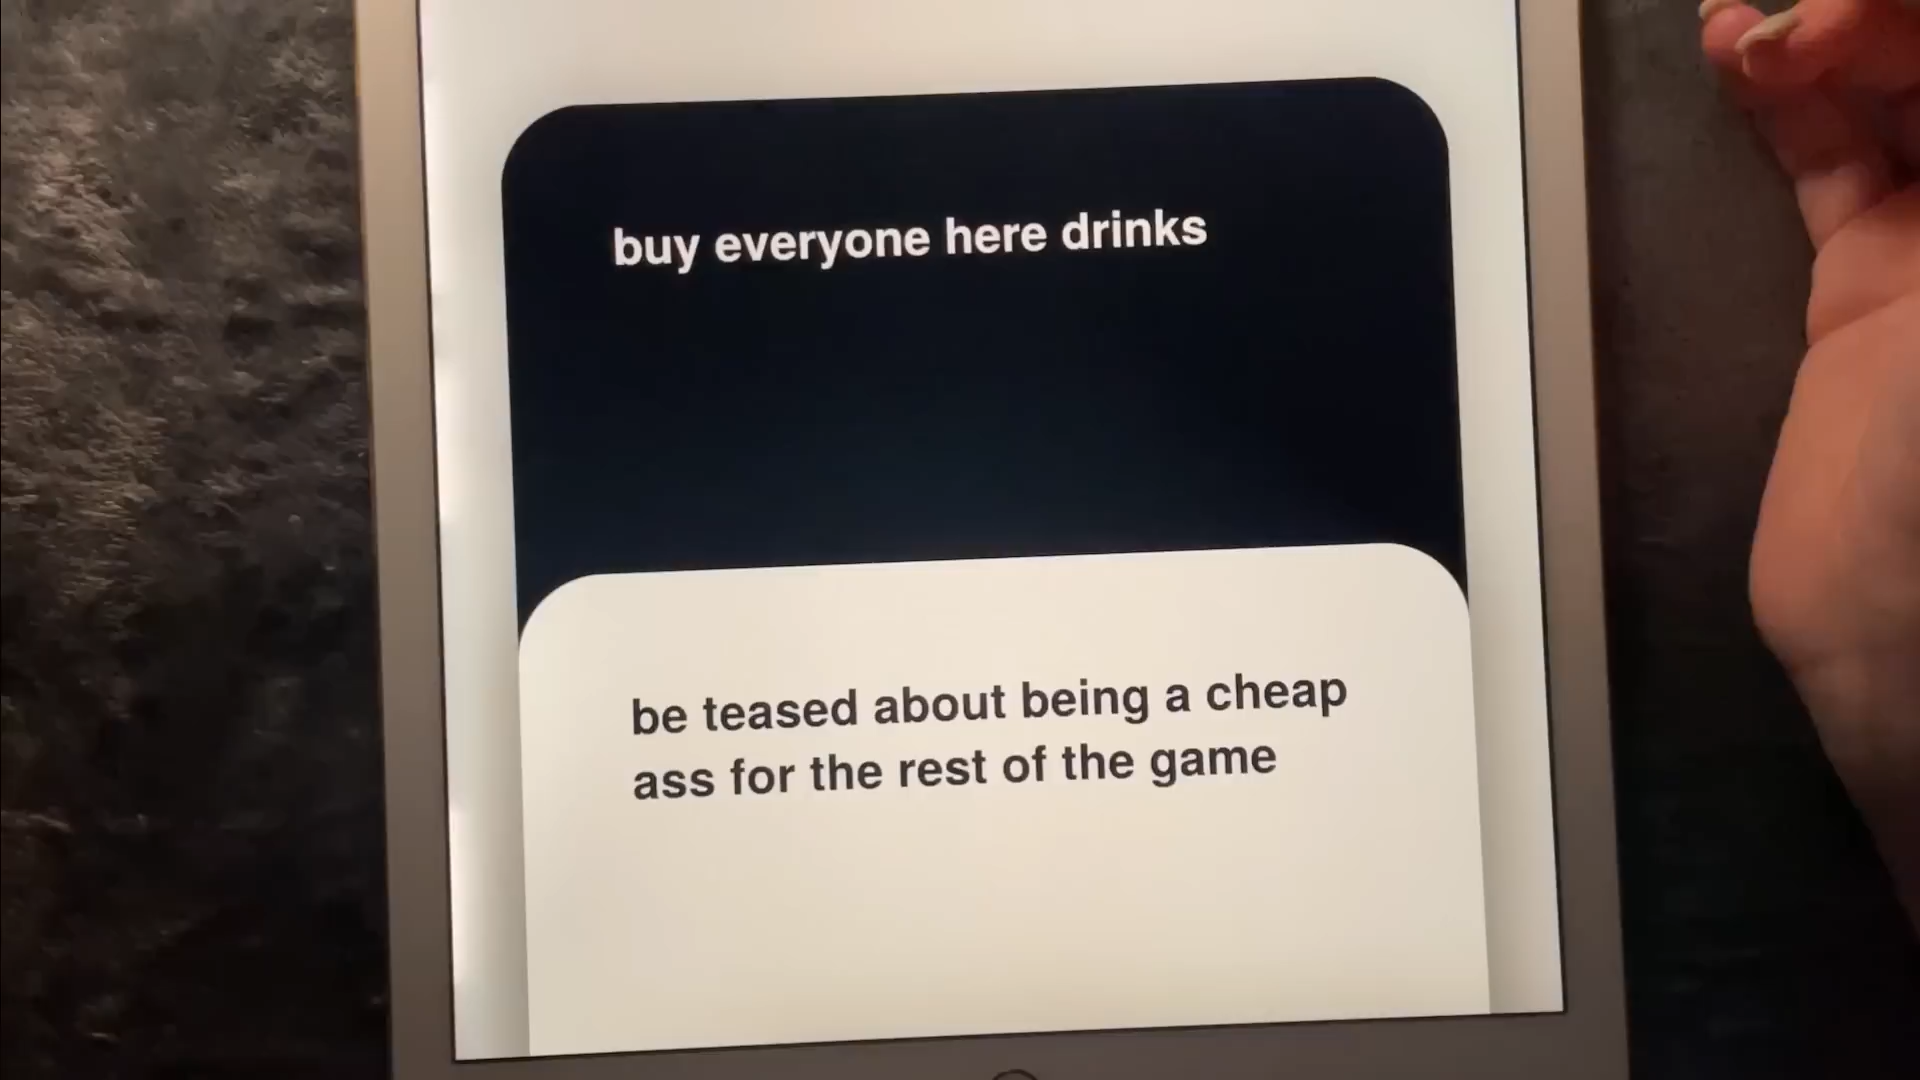 buy everyone here drinks
be teased about being a cheap
ass for the rest of the game